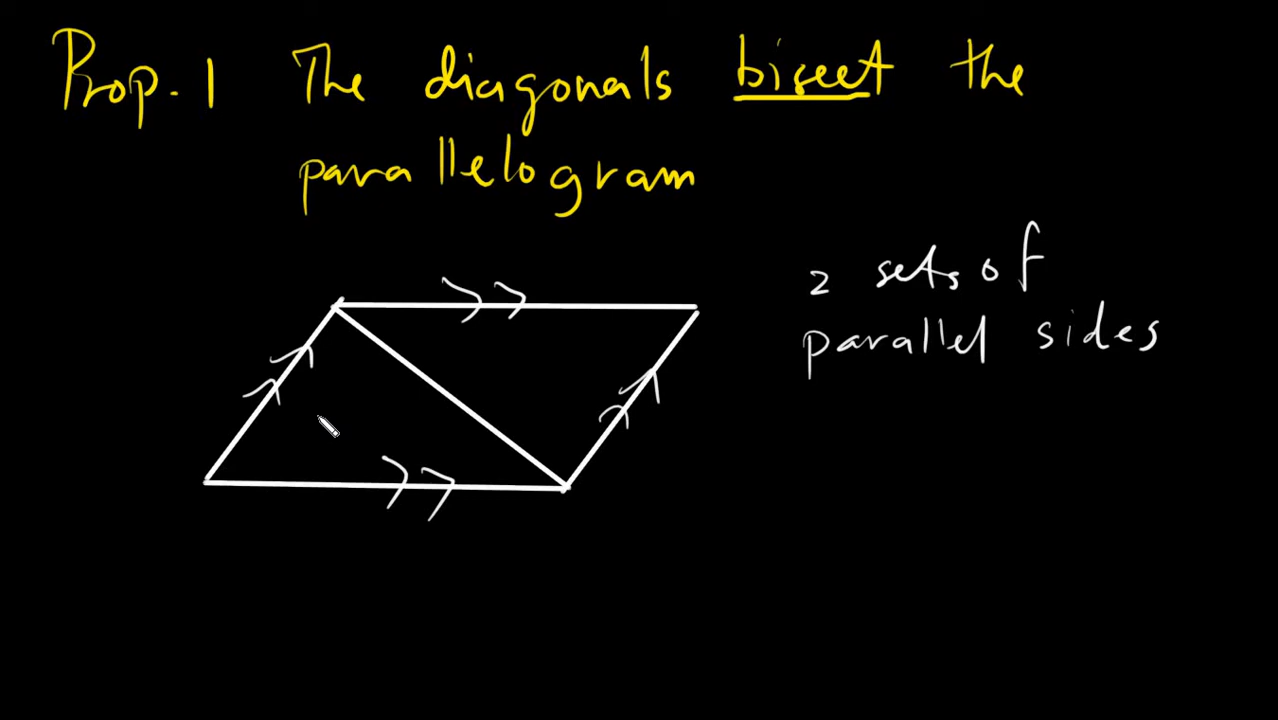 Prop. 1 The diagonals bisect the
parallelogram
2 sets of
parallel sides